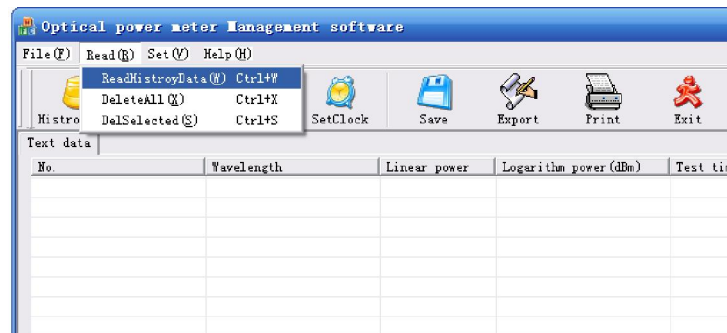 Optical power meter Management software
File(F) Read(R) Set(V) Help(H)
ReadHistroyData(W) Ctrl+W
DeleteAll(X) Ctrl+X
DelSelected(S) Ctrl+S
Histro SetClock Save Export Print Exit
Text data
No. Wavelength Linear power Logarithm power(dBm) Test ti